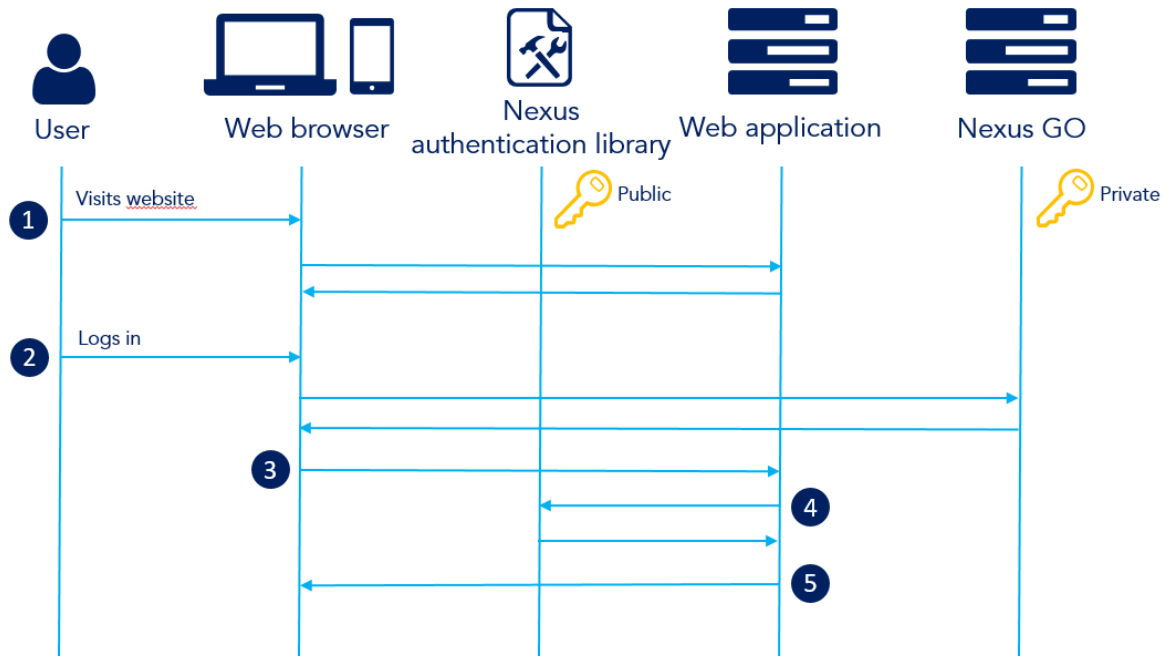 User
Web browser
Nexus
authentication library
Web application
Nexus GO
Visits website
Public
Private
1
Logs in
2
3
4
5